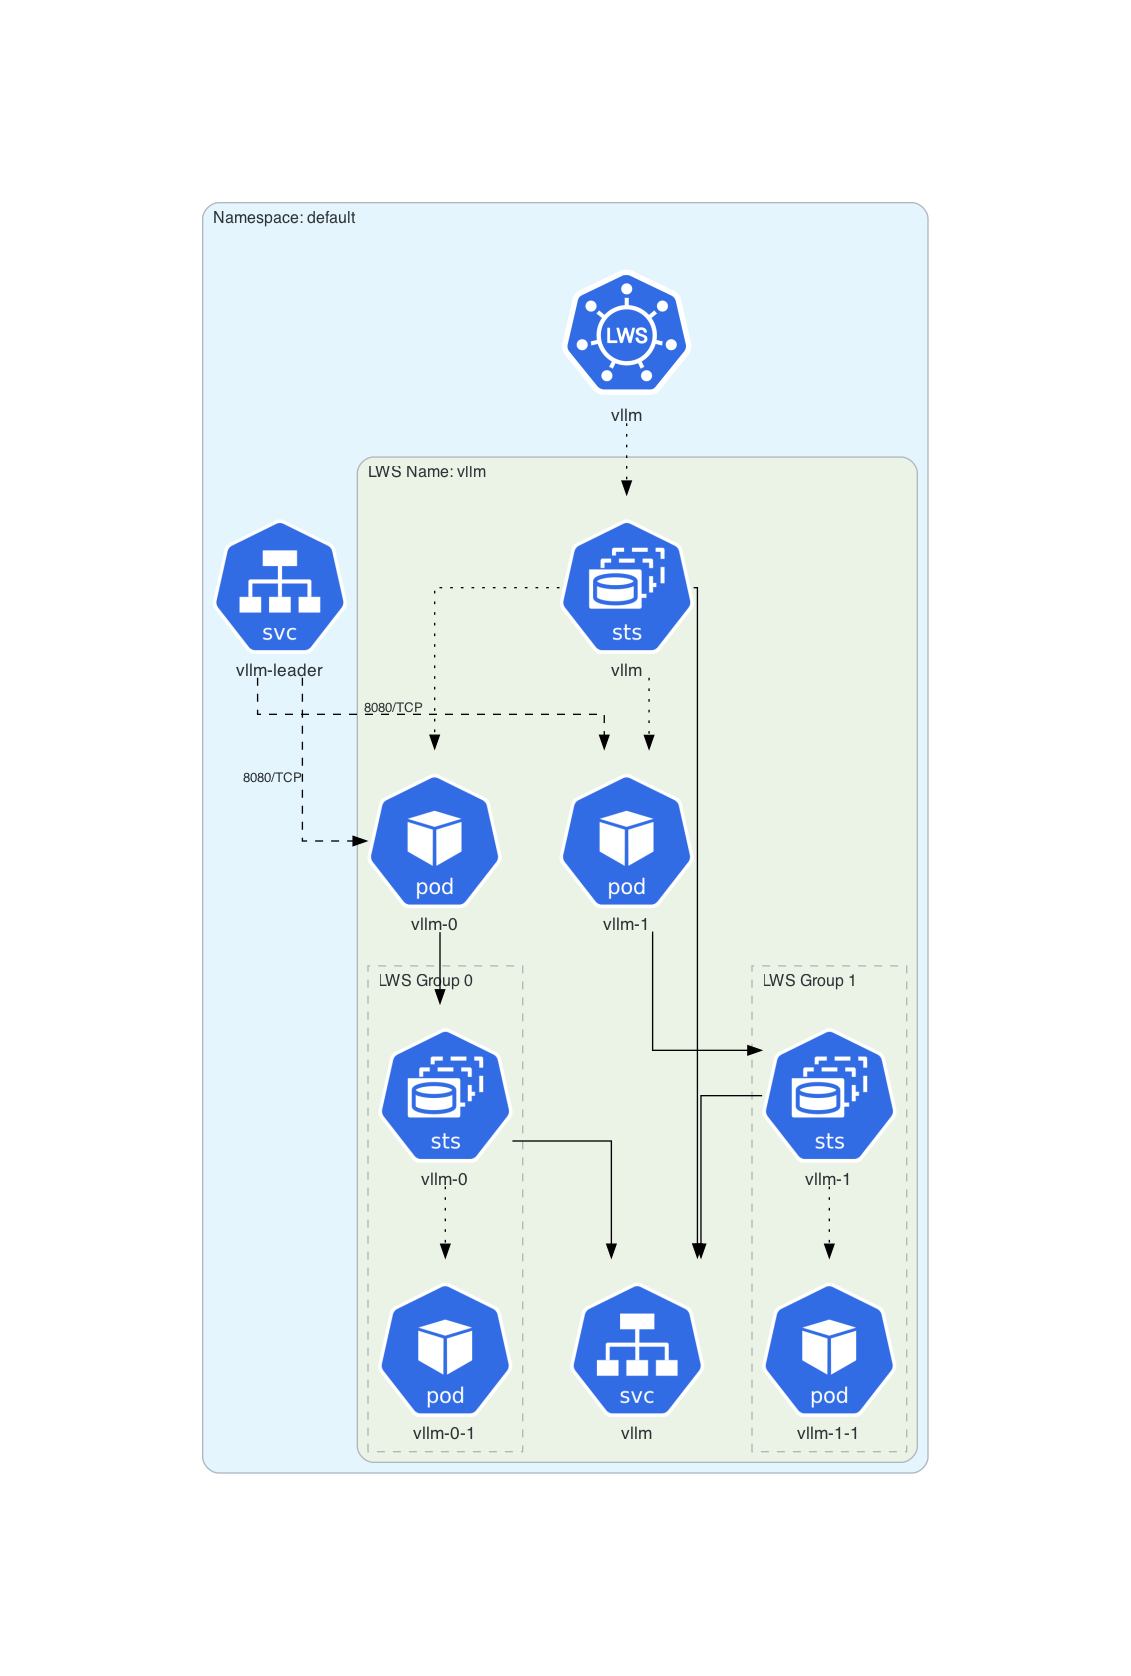 Namespace: default
LWS
vllm
LWS Name: vllm
svc
vllm-leader
sts
vllm
8080/TCP
8080/TCP
pod
vllm-0
pod
vllm-1
LWS Group 0
LWS Group 1
sts
vllm-0
sts
vllm-1
pod
vllm-0-1
svc
vllm
pod
vllm-1-1